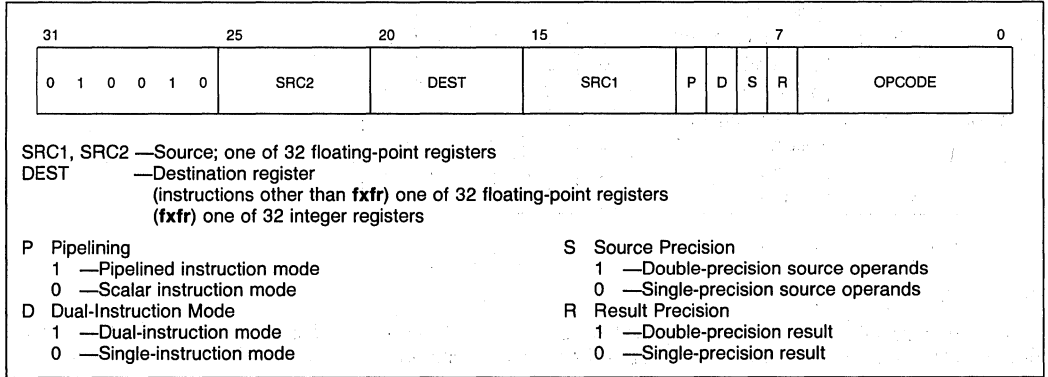 31 25 20 15 7 0
0 1 0 0 1 0 SRC2 DEST SRC1 P D S R OPCODE
SRC1, SRC2 —Source; one of 32 floating-point registers
DEST —Destination register
(instructions other than fxfr) one of 32 floating-point registers
(fxfr) one of 32 integer registers
P Pipelining
1 —Pipelined instruction mode
0 —Scalar instruction mode
D Dual-Instruction Mode
1 —Dual-instruction mode
0 —Single-instruction mode
S Source Precision
1 —Double-precision source operands
0 —Single-precision source operands
R Result Precision
1 —Double-precision result
0 —Single-precision result